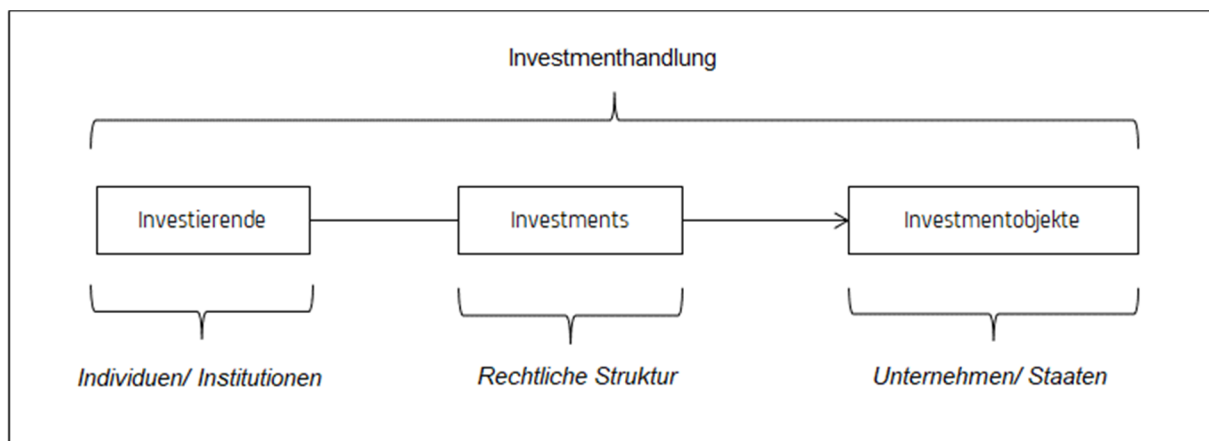 Investmenthandlung
Investierende
Investments
Investmentobjekte
Individuen/ Institutionen
Rechtliche Struktur
Unternehmen/ Staaten